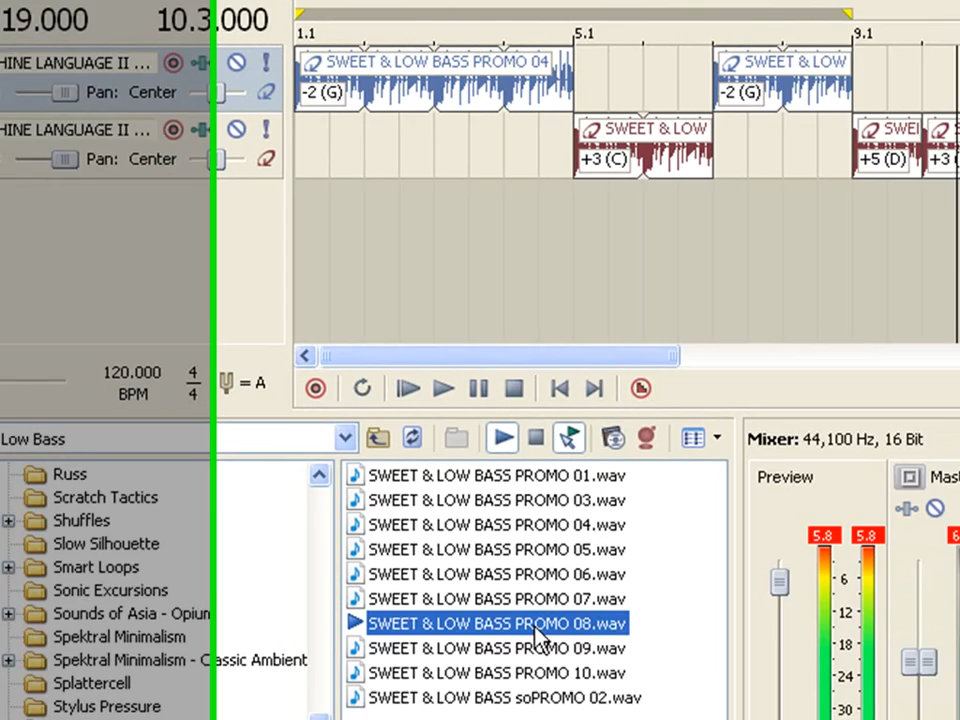 19.000 10.3.000
1.1 5.1 9.1
HINE LANGUAGE II ...
Pan: Center
HINE LANGUAGE II ...
Pan: Center
SWEET & LOW BASS PROMO 04
-2 (G)
SWEET & LOW
-2 (G)
SWEET & LOW
+3 (C)
SWEE
+5 (D)
S
+3
120.000
BPM
4
4
= A
Low Bass
Russ
Scratch Tactics
Shuffles
Slow Silhouette
Smart Loops
Sonic Excursions
Sounds of Asia - Opiun
Spektral Minimalism
Spektral Minimalism - Classic Ambient
Splattercell
Stylus Pressure
SWEET & LOW BASS PROMO 01.wav
SWEET & LOW BASS PROMO 03.wav
SWEET & LOW BASS PROMO 04.wav
SWEET & LOW BASS PROMO 05.wav
SWEET & LOW BASS PROMO 06.wav
SWEET & LOW BASS PROMO 07.wav
SWEET & LOW BASS PROMO 08.wav
SWEET & LOW BASS PROMO 09.wav
SWEET & LOW BASS PROMO 10.wav
SWEET & LOW BASS soPROMO 02.wav
Mixer: 44,100 Hz, 16 Bit
Preview
Mast
5.8 5.8 6
6
12
18
24
30